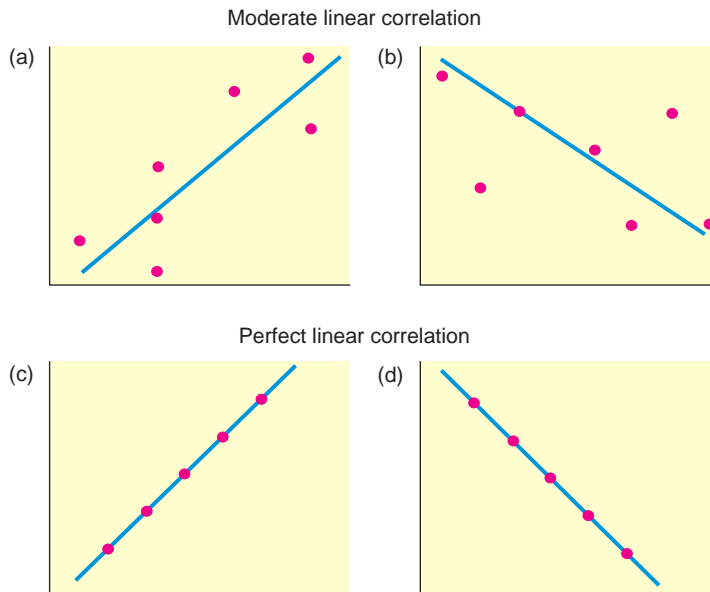 Moderate linear correlation
(a)
(b)
Perfect linear correlation
(c)
(d)